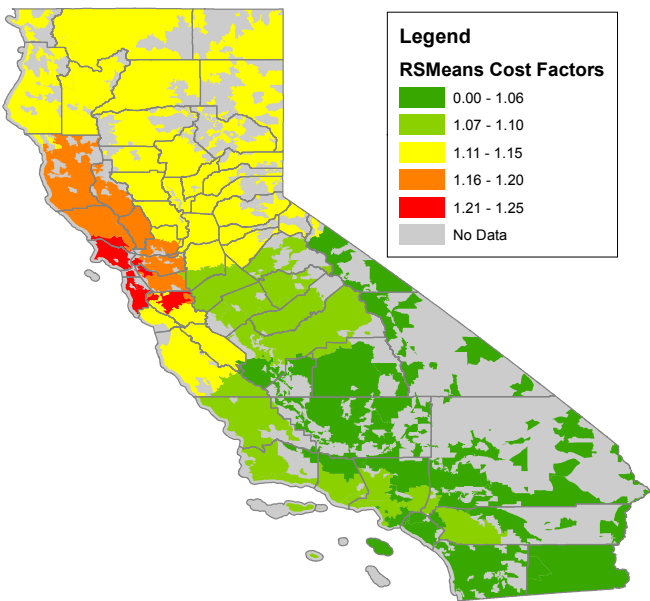 Legend
RSMeans Cost Factors
0.00 - 1.06
1.07 - 1.10
1.11 - 1.15
1.16 - 1.20
1.21 - 1.25
No Data